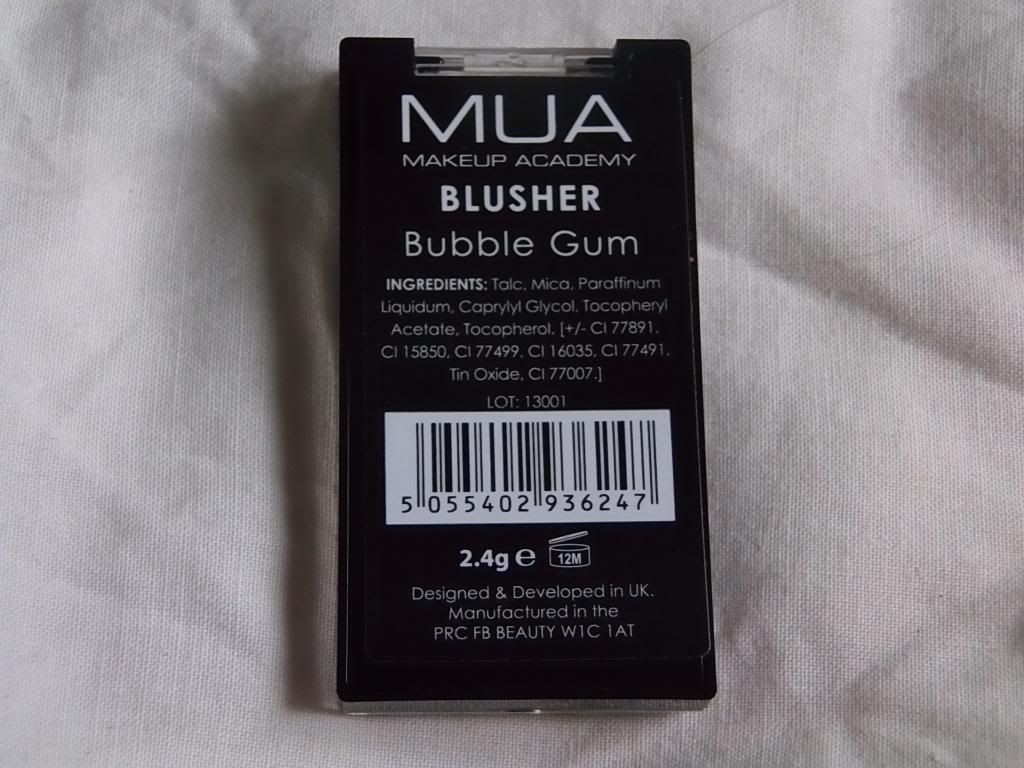 MUA
MAKEUP ACADEMY
BLUSHER
Bubble Gum
INGREDIENTS: Talc, Mica, Paraffinum
Liquidum, Caprylyl Glycol, Tocopheryl
Acetate, Tocopherol. [+/- CI 77891,
CI 15850, CI 77499, CI 16035, CI 77491,
Tin Oxide, CI 77007.]
LOT: 13001
5 055402 936247
2.4g e 12M
Designed & Developed in UK.
Manufactured in the
PRC FB BEAUTY W1C 1AT